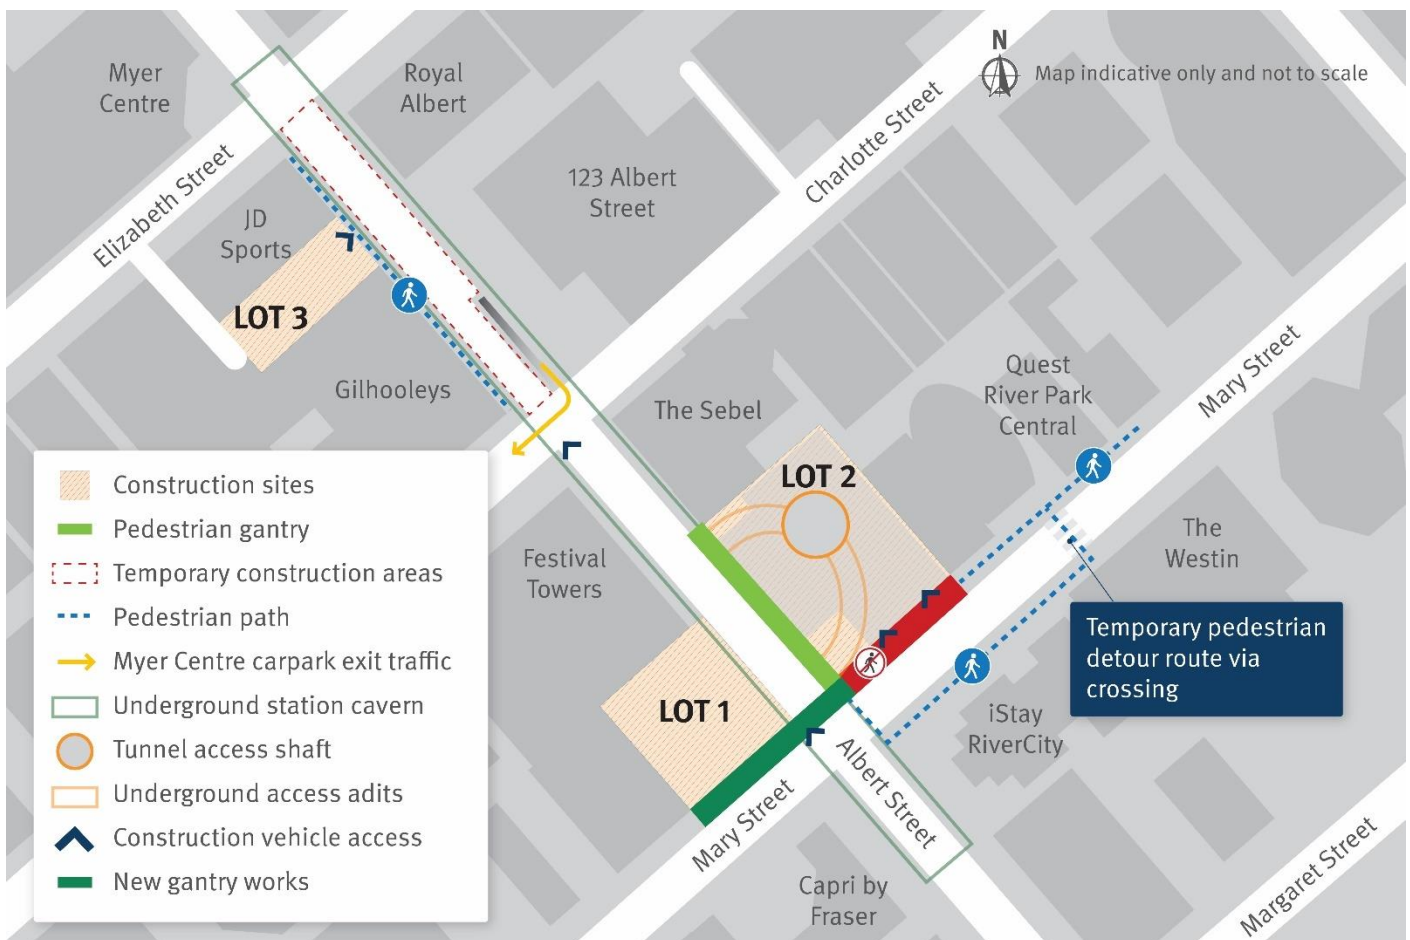 N
Map indicative only and not to scale
Myer
Centre
Royal
Albert
Elizabeth Street
JD
Sports
LOT 3
123 Albert
Street
Charlotte Street
Gilhooleys
The Sebel
Quest
River Park
Central
Mary Street
LOT 2
The
Westin
Festival
Towers
Temporary pedestrian
detour route via
crossing
LOT 1
iStay
RiverCity
Albert Street
Mary Street
Capri by
Fraser
Margaret Street
Construction sites
Pedestrian gantry
Temporary construction areas
Pedestrian path
Myer Centre carpark exit traffic
Underground station cavern
Tunnel access shaft
Underground access adits
Construction vehicle access
New gantry works